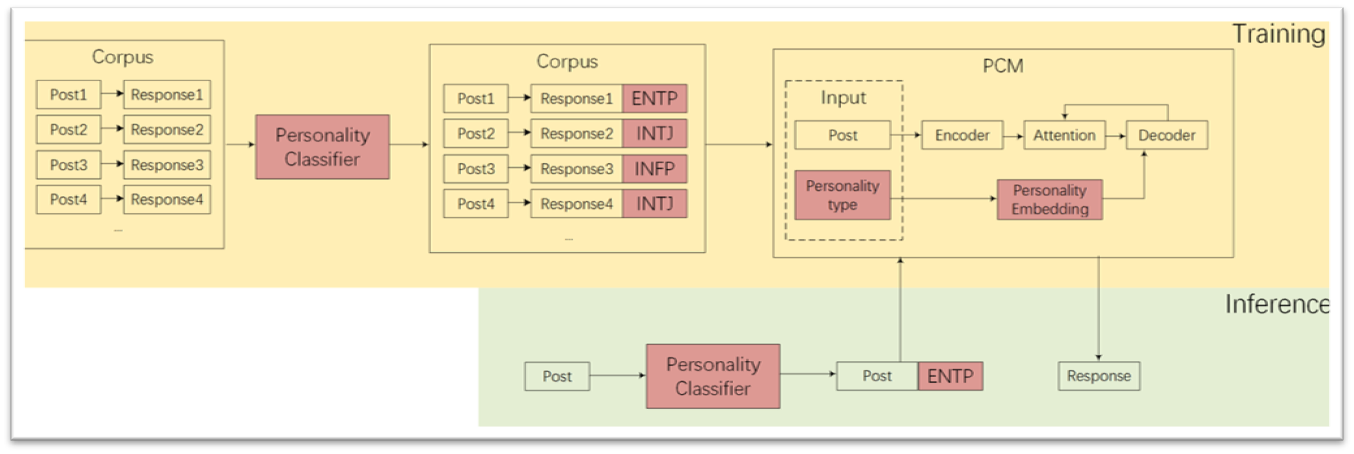 Training
Corpus
Post1 Response1
Post2 Response2
Post3 Response3
Post4 Response4
...
Personality
Classifier
Corpus
Post1 Response1 ENTP
Post2 Response2 INTJ
Post3 Response3 INFP
Post4 Response4 INTJ
...
PCM
Input
Post
Personality
type
Encoder
Attention
Decoder
Personality
Embedding
Inference
Post
Personality
Classifier
Post ENTP
Response